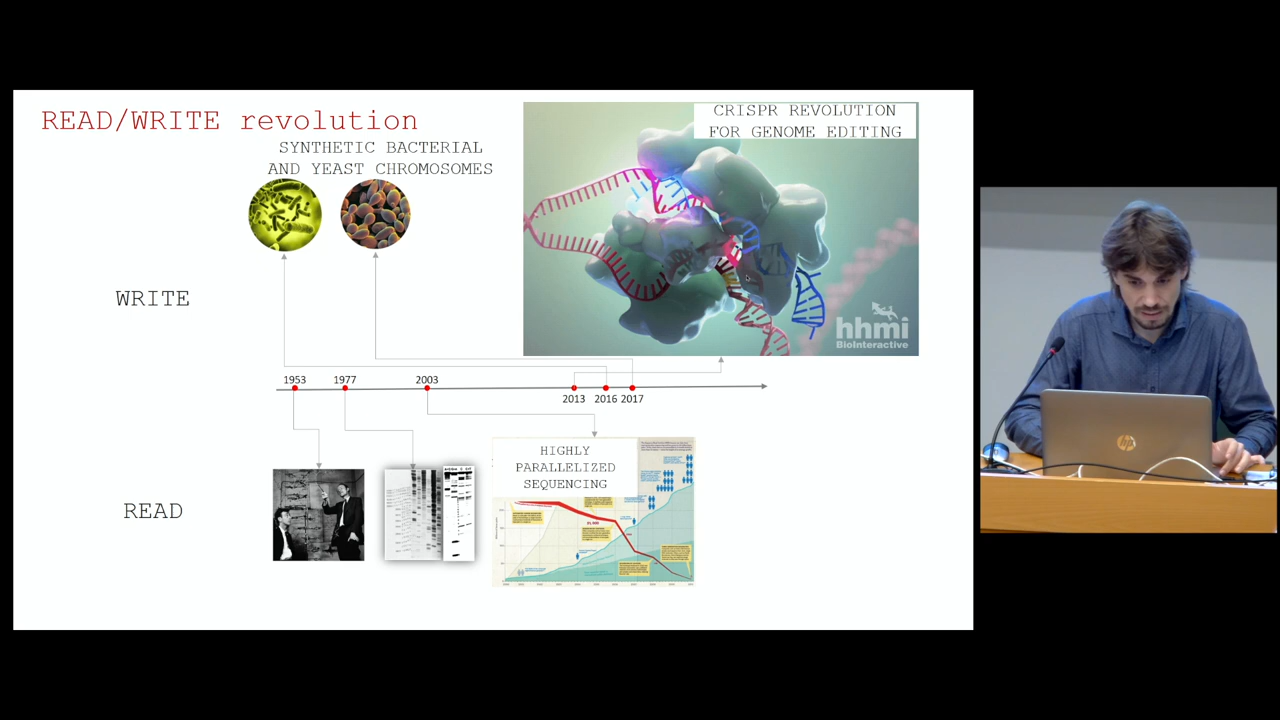 READ/WRITE revolution
SYNTHETIC BACTERIAL
AND YEAST CHROMOSOMES
CRISPR REVOLUTION
FOR GENOME EDITING
hhmi
BioInteractive
WRITE
1953
1977
2003
2013
2016
2017
HIGHLY
PARALLELIZED
SEQUENCING
READ
hp